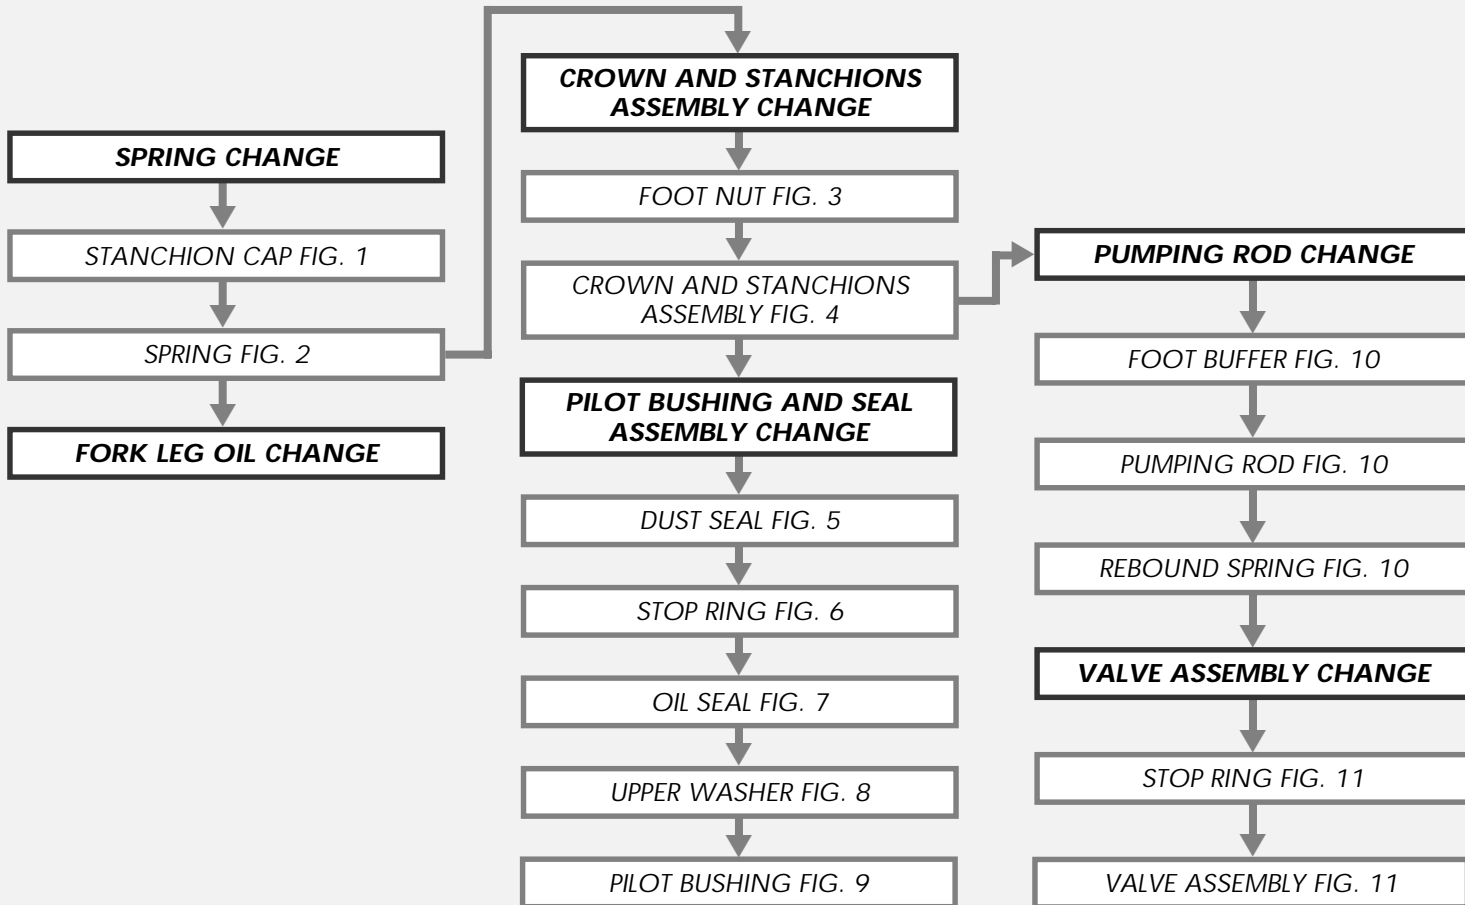 SPRING CHANGE
STANCHION CAP FIG. 1
SPRING FIG. 2
FORK LEG OIL CHANGE
CROWN AND STANCHIONS
ASSEMBLY CHANGE
FOOT NUT FIG. 3
CROWN AND STANCHIONS
ASSEMBLY FIG. 4
PILOT BUSHING AND SEAL
ASSEMBLY CHANGE
DUST SEAL FIG. 5
STOP RING FIG. 6
OIL SEAL FIG. 7
UPPER WASHER FIG. 8
PILOT BUSHING FIG. 9
PUMPING ROD CHANGE
FOOT BUFFER FIG. 10
PUMPING ROD FIG. 10
REBOUND SPRING FIG. 10
VALVE ASSEMBLY CHANGE
STOP RING FIG. 11
VALVE ASSEMBLY FIG. 11